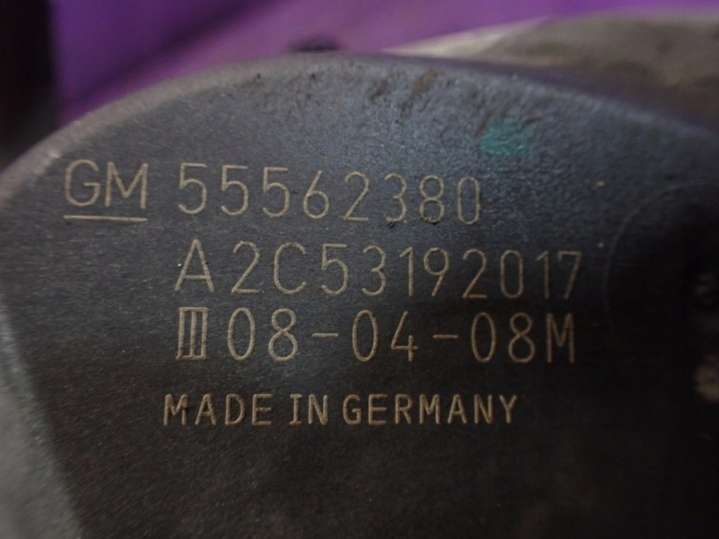 GM 55562380
A2C53192017
III 08-04-08M
MADE IN GERMANY